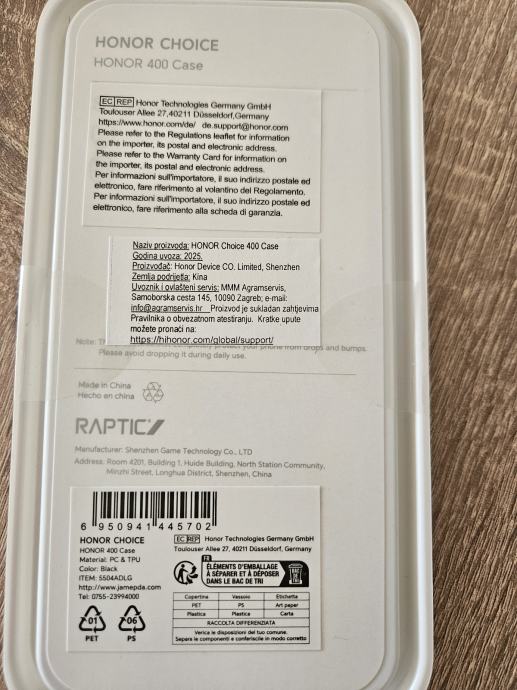 HONOR CHOICE
HONOR 400 Case
EC REP Honor Technologies Germany GmbH
Toulouser Allee 27,40211 Düsseldorf,Germany
https://www.honor.com/de/ de.support@honor.com
Please refer to the Regulations leaflet for information
on the importer, its postal and electronic address.
Please refer to the Warranty Card for information on
the importer, its postal and electronic address.
Per informazioni sull'importatore, il suo indirizzo postale ed
elettronico, fare riferimento al volantino del Regolamento.
Per informazioni sull'importatore, il suo indirizzo postale ed
elettronico, fare riferimento alla scheda di garanzia.
Naziv proizvoda: HONOR Choice 400 Case
Godina uvoza: 2025.
Proizvođač: Honor Device CO. Limited, Shenzhen
Zemlja podrijetla: Kina
Uvoznik i ovlašteni servis: MMM Agramservis,
Samoborska cesta 145, 10090 Zagreb; e-mail:
info@agramservis.hr Proizvod je sukladan zahtjevima
Pravilnika o obveznatom atestiranju. Kratke upute
možete pronaći na:
https://hihonor.com/global/support/
Note: completely protect your phone from drops and bumps.
Please avoid dropping it during daily use.
Made in China
Hecho en china
RAPTIC
Manufacturer: Shenzhen Game Technology Co., LTD
Address: Room 4201, Building 1, Huide Building, North Station Community,
Minzhi Street, Longhua District, Shenzhen, China
6 950941 445702
HONOR CHOICE
HONOR 400 Case
Material: PC & TPU
Color: Black
ITEM: 5504ADLG
http://www.jamepda.com
Tel: 0755-23994000
01
PET
06
PS
EC REP Honor Technologies Germany GmbH
Toulouser Allee 27, 40211 Düsseldorf, Germany
FR
ÉLÉMENTS D'EMBALLAGE
À SÉPARER ET À DÉPOSER
DANS LE BAC DE TRI
BAC DE TRI
Copertina Vassoio Etichetta
PET PS Art paper
Plastica Plastica Carta
RACCOLTA DIFFERENZIATA
Verica le disposizioni del tuo comune.
Separa le componenti e conferiscile in modo corretto